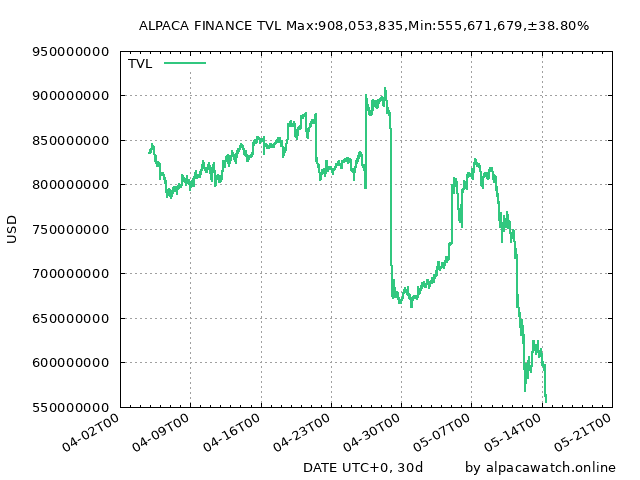 ALPACA FINANCE TVL Max:908,053,835,Min:555,671,679,±38.80%
950000000
TVL
900000000
850000000
800000000
750000000
USD
700000000
650000000
600000000
550000000
04-02T00 04-09T00 04-16T00 04-23T00 04-30T00 05-07T00 05-14T00 05-21T00
DATE UTC+0, 30d by alpacawatch.online